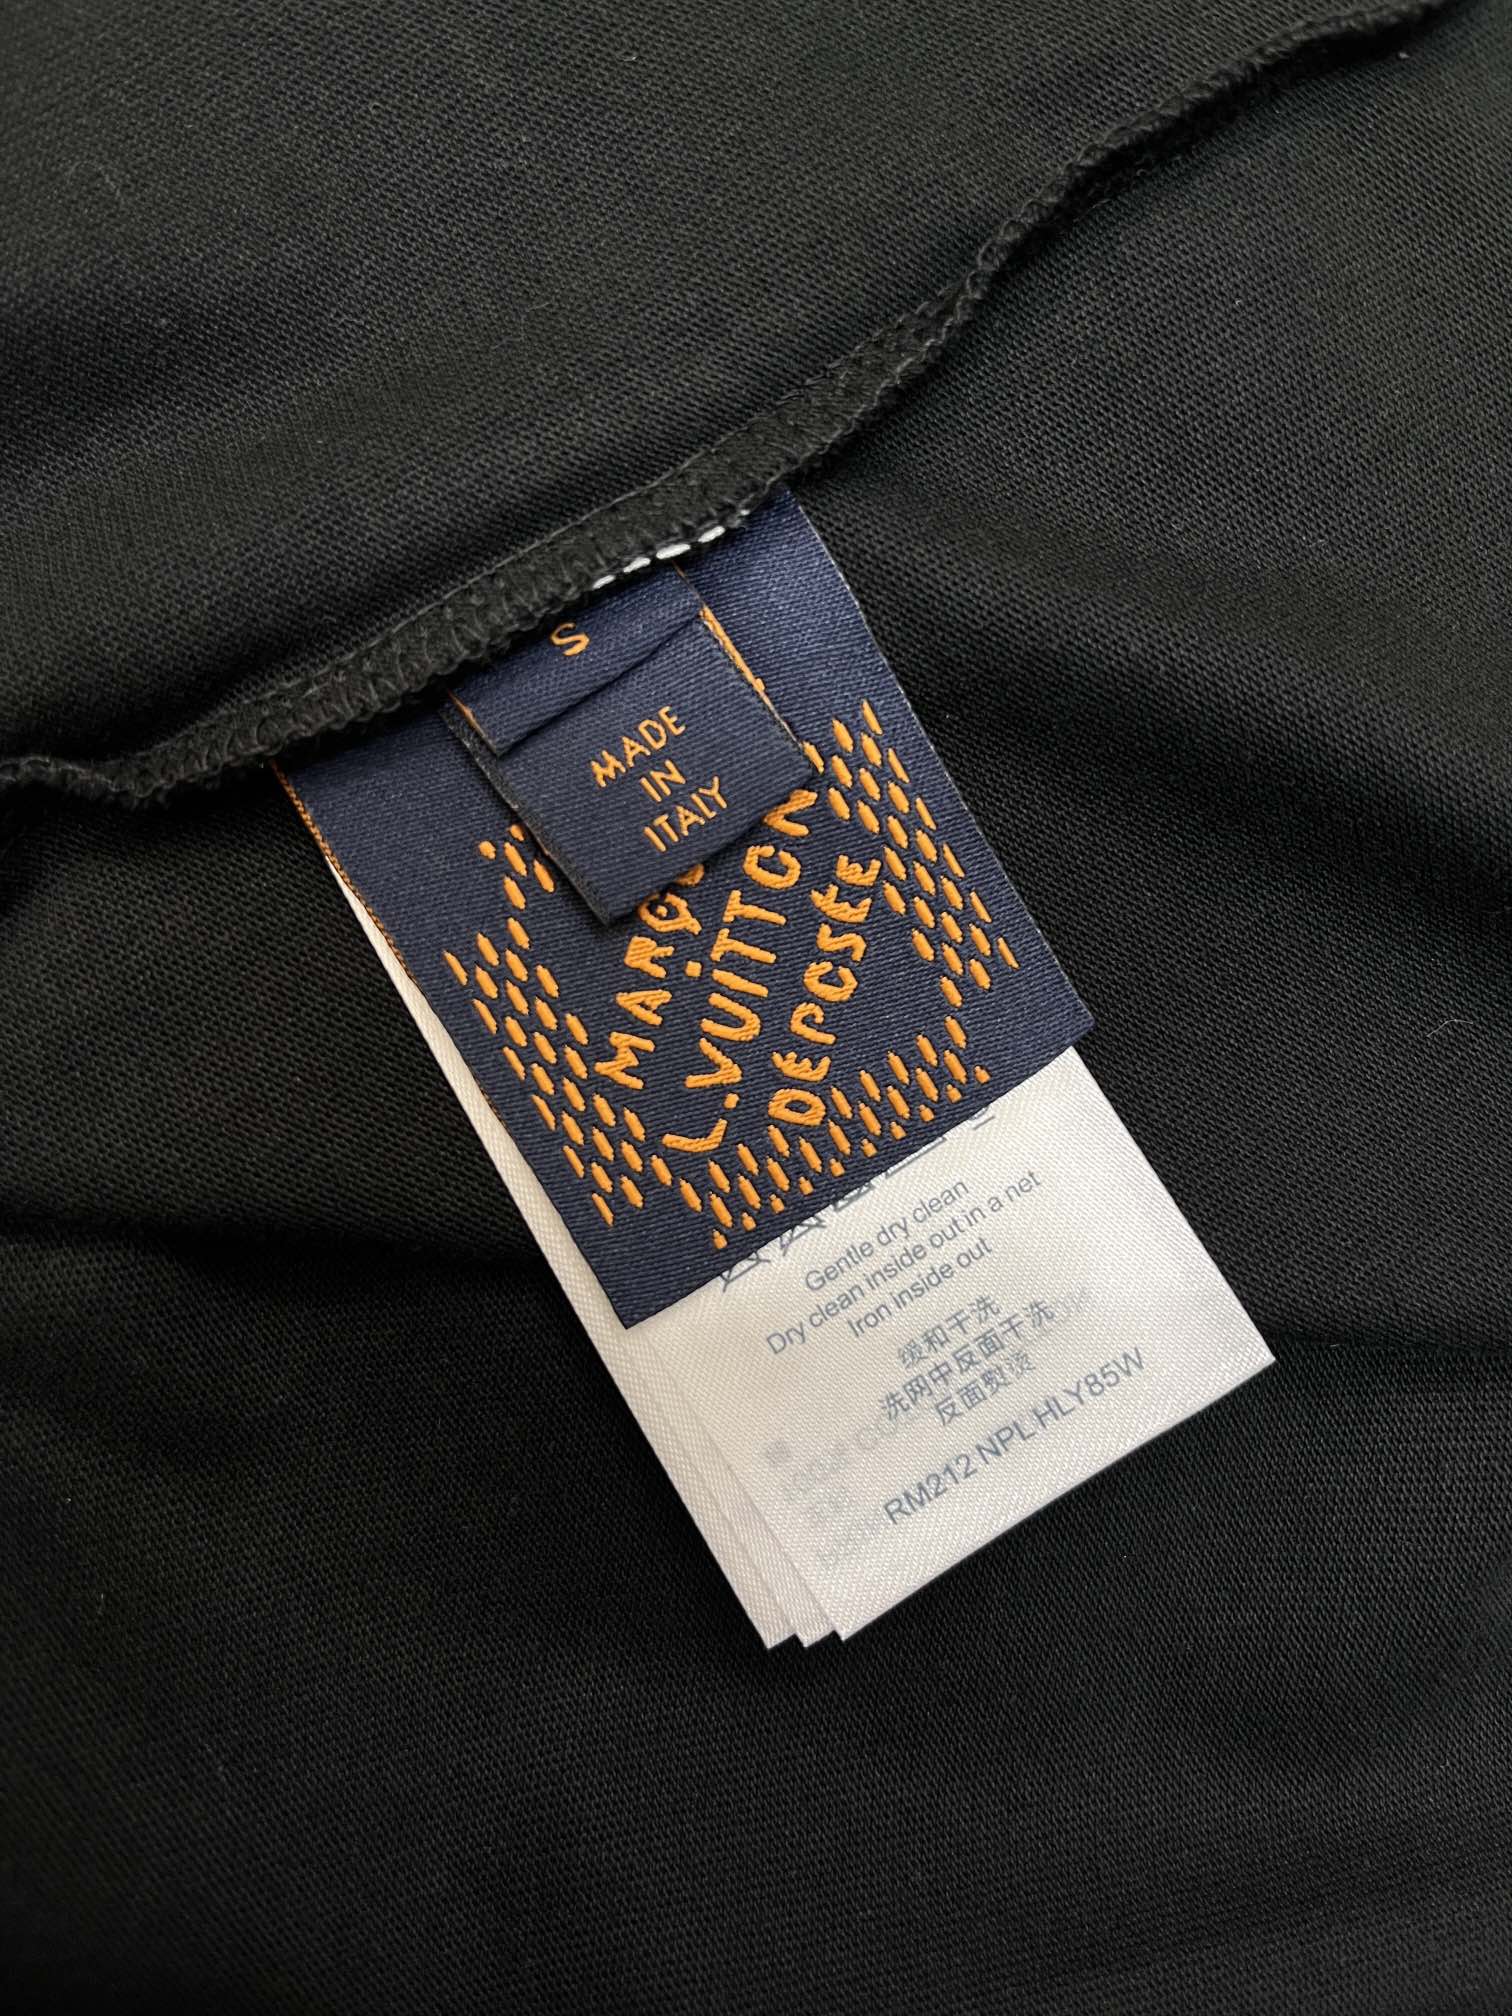 S
MADE
IN
ITALY
L.VUITTON
DEPOSEE
Gentle dry clean
Dry clean inside out in a net
Iron inside out
缓和干洗
洗网中反面干洗
反面熨烫
RM212 NPL HLY85W